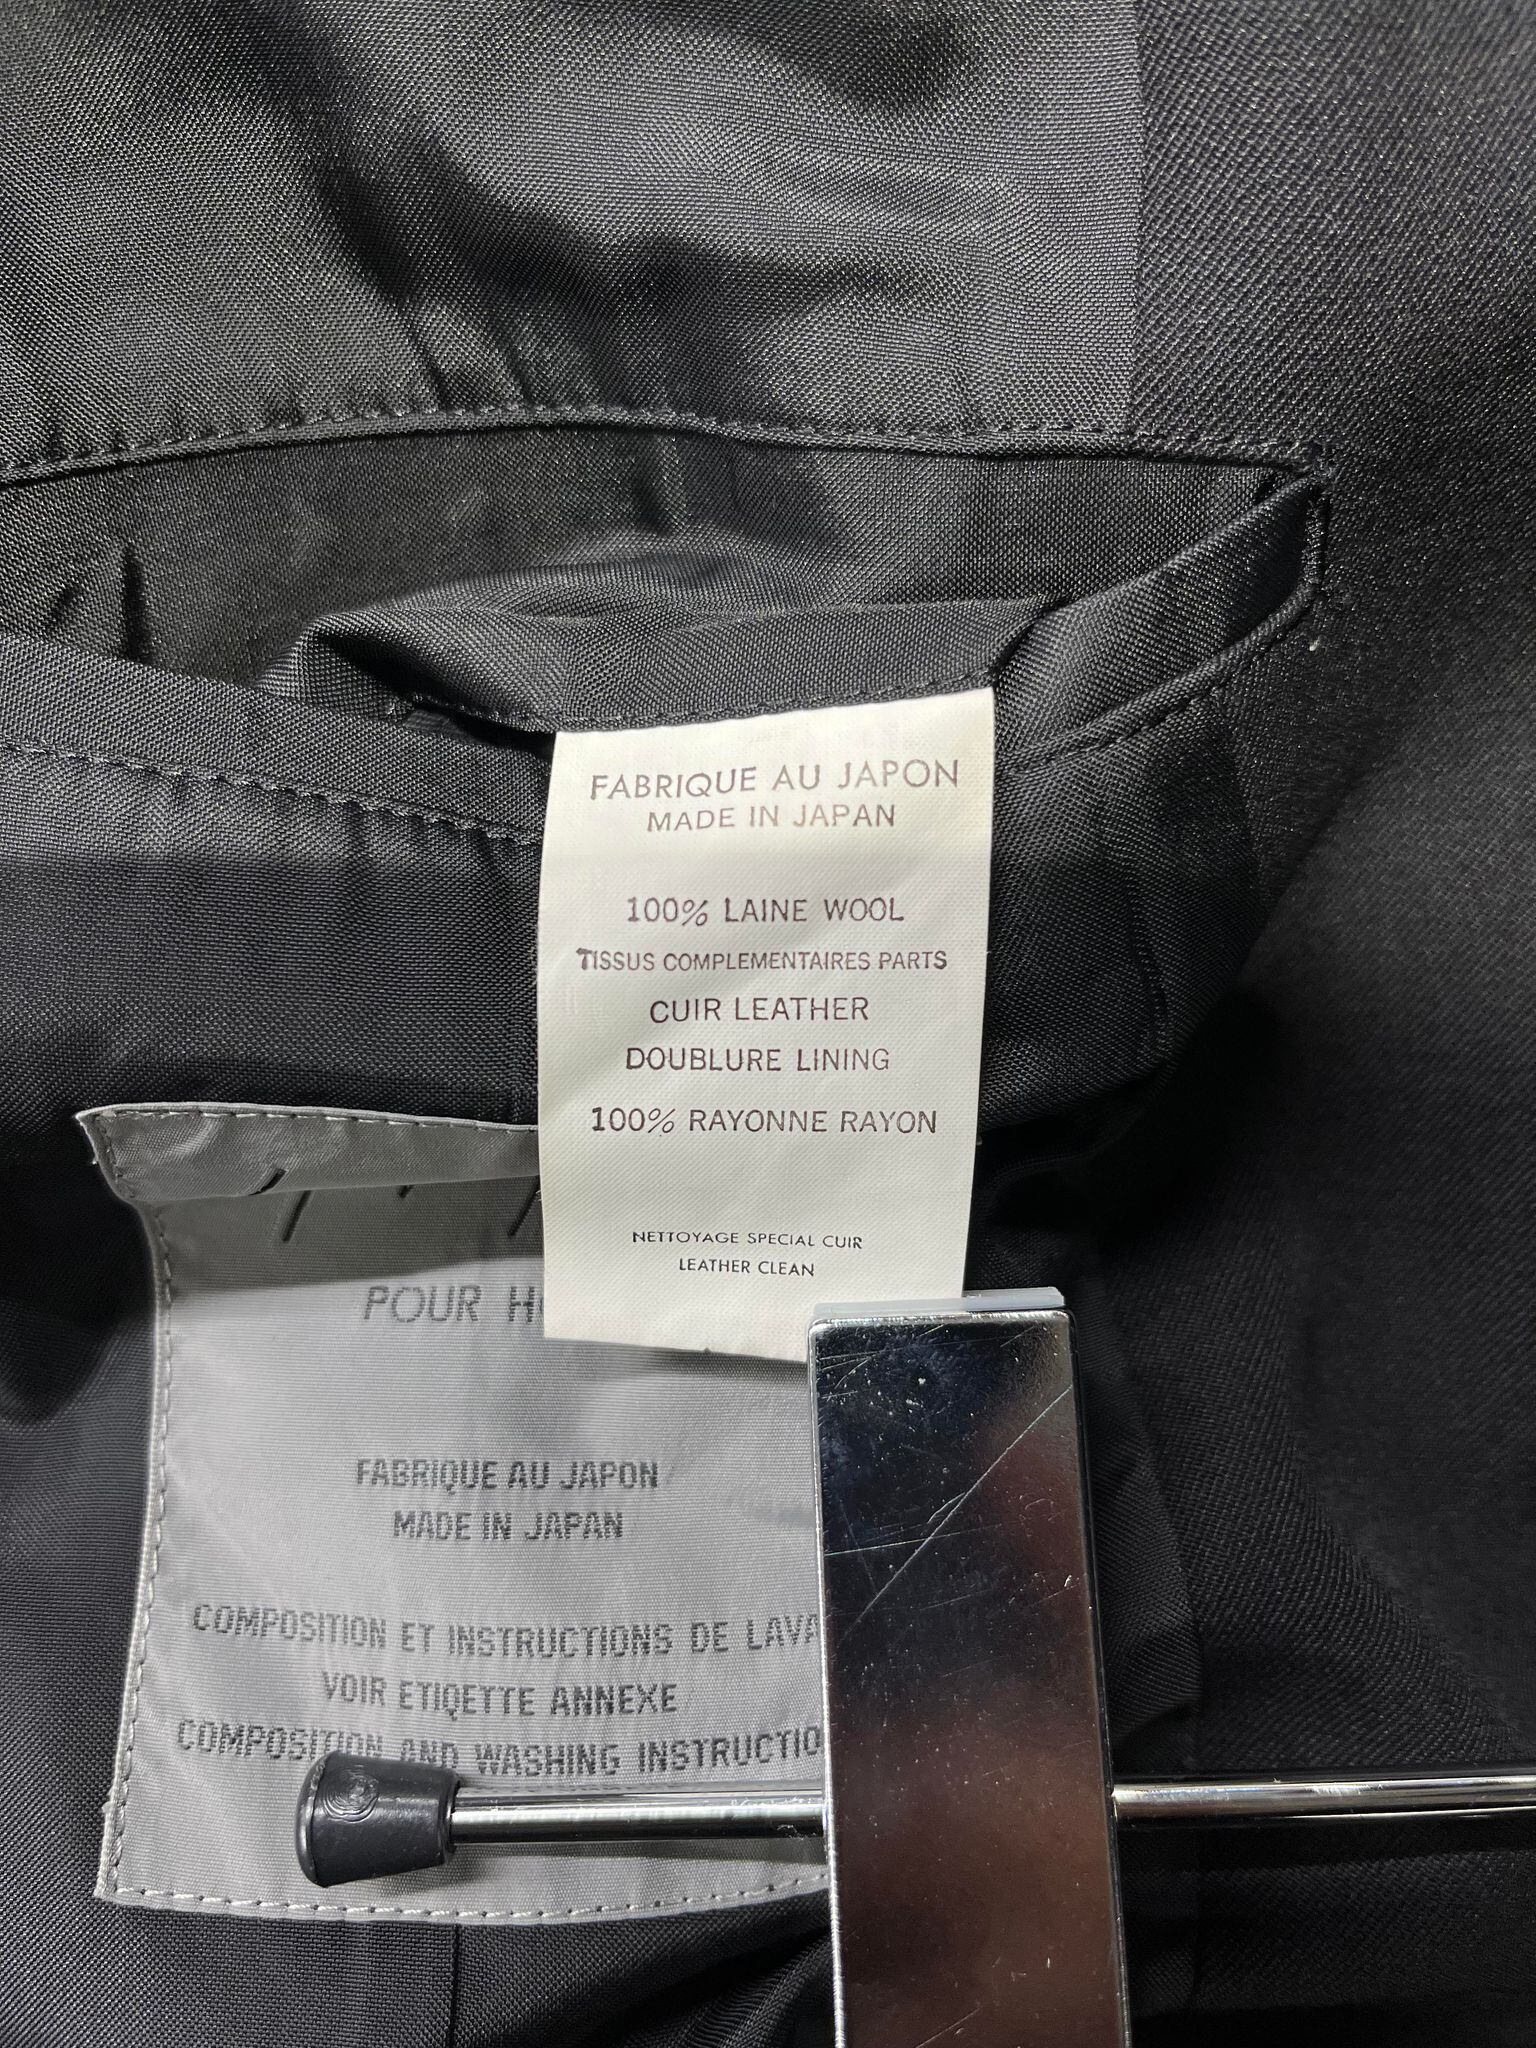 FABRIQUE AU JAPON
MADE IN JAPAN
100% LAINE WOOL
TISSUS COMPLEMENTAIRES PARTS
CUIR LEATHER
DOUBLURE LINING
100% RAYONNE RAYON
NETTOYAGE SPECIAL CUIR
LEATHER CLEAN
POUR
FABRIQUE AU JAPON
MADE IN JAPAN
COMPOSITION ET INSTRUCTIONS DE
VOIR ETIQETTE ANNEXE
COMPOSITION AND WASHING